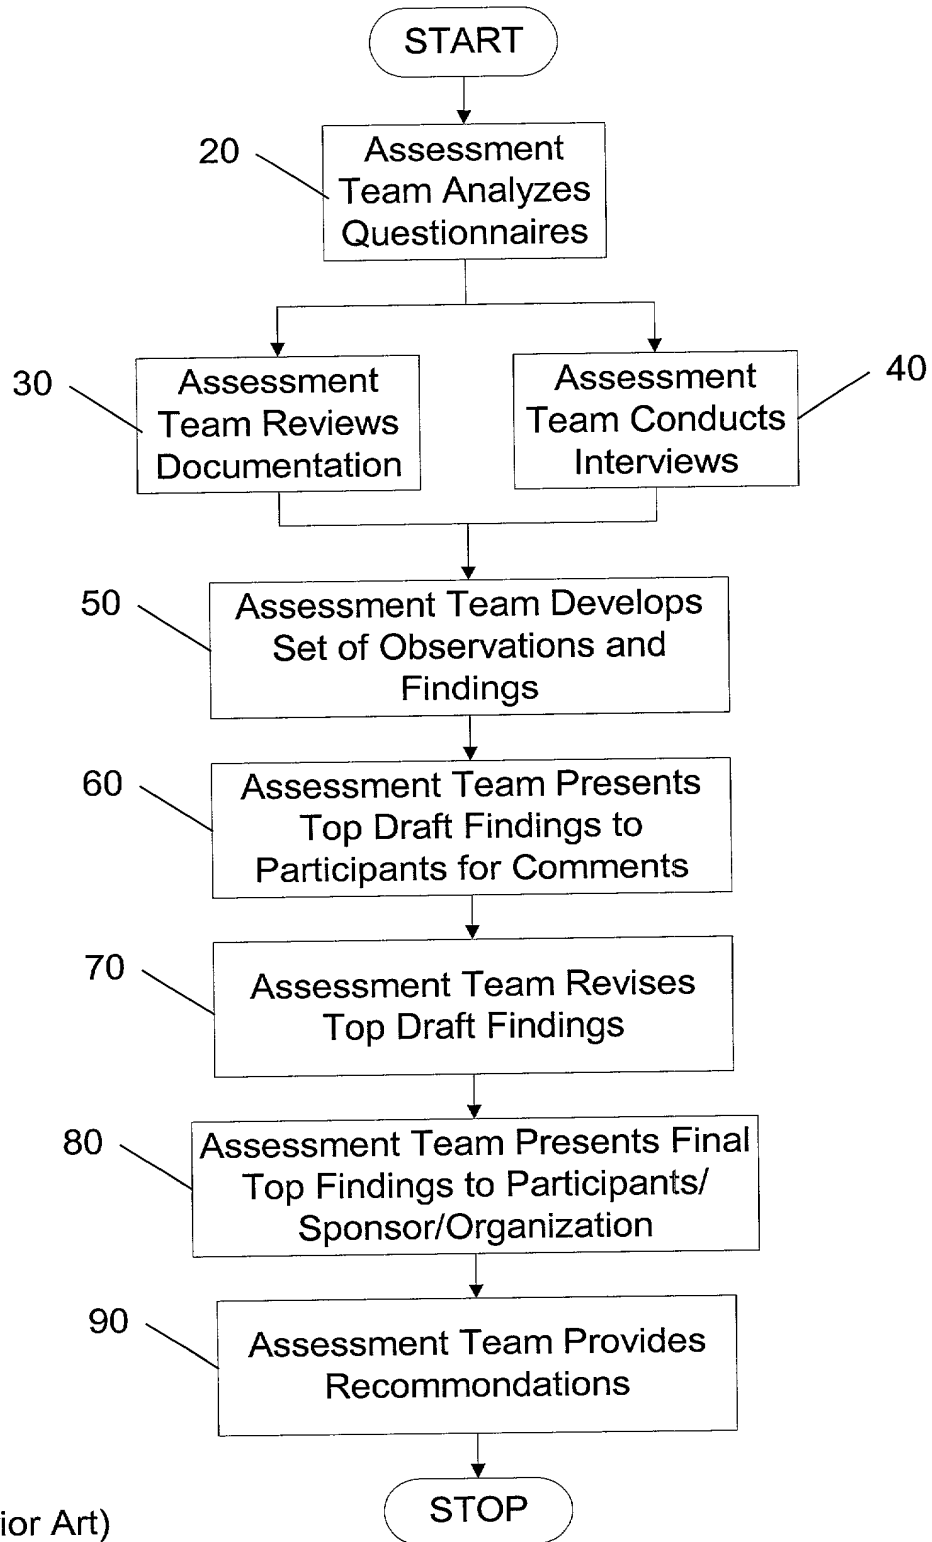 START
20
Assessment
Team Analyzes
Questionnaires
30
Assessment
Team Reviews
Documentation
40
Assessment
Team Conducts
Interviews
50
Assessment Team Develops
Set of Observations and
Findings
60
Assessment Team Presents
Top Draft Findings to
Participants for Comments
70
Assessment Team Revises
Top Draft Findings
80
Assessment Team Presents Final
Top Findings to Participants/
Sponsor/Organization
90
Assessment Team Provides
Recommondations
STOP
ior Art)